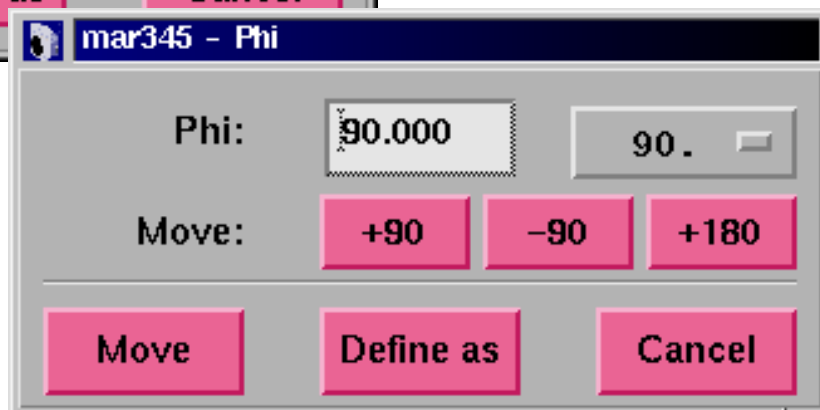 mar345 - Phi
Phi: 90.000 90.
Move: +90 -90 +180
Move Define as Cancel